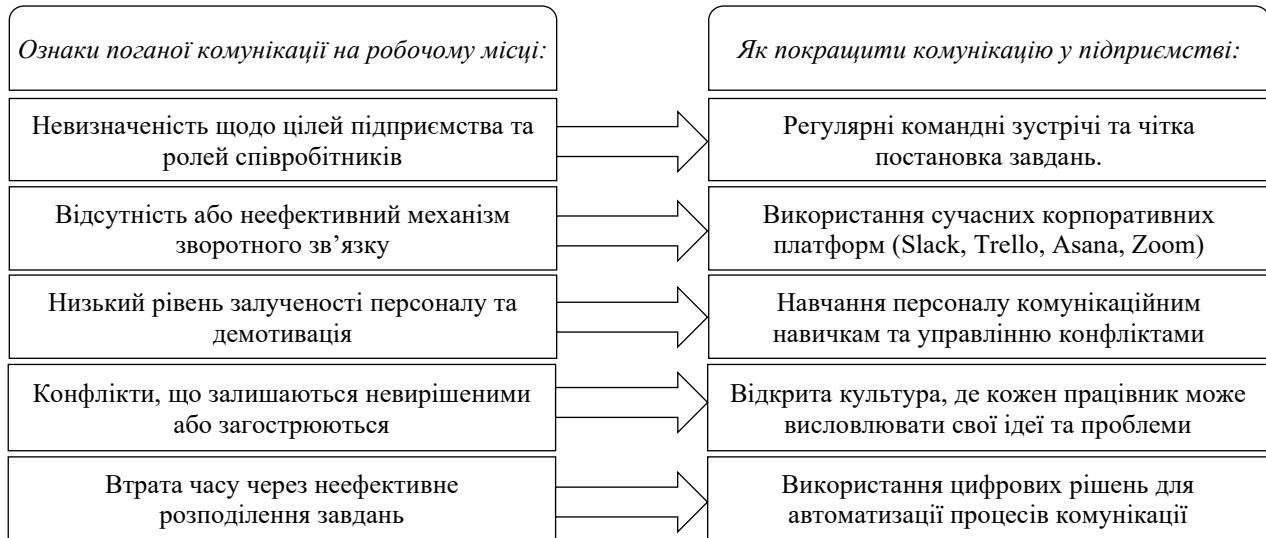 Ознаки поганої комунікації на робочому місці:
Як покращити комунікацію у підприємстві:
Невизначеність щодо цілей підприємства та
ролей співробітників
Регулярні командні зустрічі та чітка
постановка завдань.
Відсутність або неефективний механізм
зворотного зв’язку
Використання сучасних корпоративних
платформ (Slack, Trello, Asana, Zoom)
Низький рівень залученості персоналу та
демотивація
Навчання персоналу комунікаційним
навичкам та управлінню конфліктами
Конфлікти, що залишаються невирішеними
або загострюються
Відкрита культура, де кожен працівник може
висловлювати свої ідеї та проблеми
Втрата часу через неефективне
розподілення завдань
Використання цифрових рішень для
автоматизації процесів комунікації